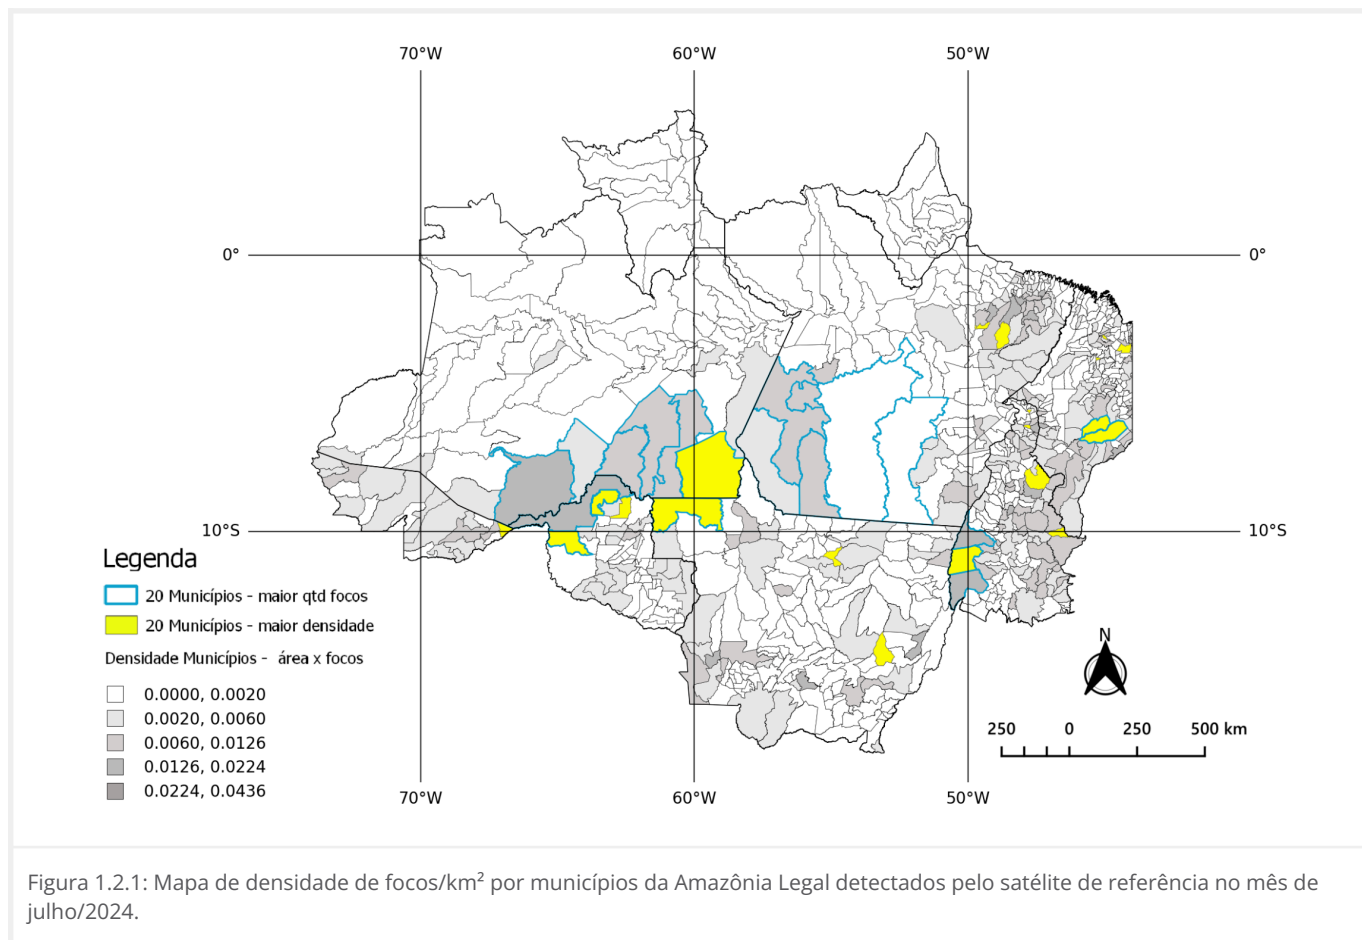 70°W 60°W 50°W
0° 0°
10°S 10°S
Legenda
20 Municípios - maior qtd focos
20 Municípios - maior densidade
Densidade Municípios - área x focos
0.0000, 0.0020
0.0020, 0.0060
0.0060, 0.0126
0.0126, 0.0224
0.0224, 0.0436
N
250 0 250 500 km
70°W 60°W 50°W
Figura 1.2.1: Mapa de densidade de focos/km² por municípios da Amazônia Legal detectados pelo satélite de referência no mês de
julho/2024.